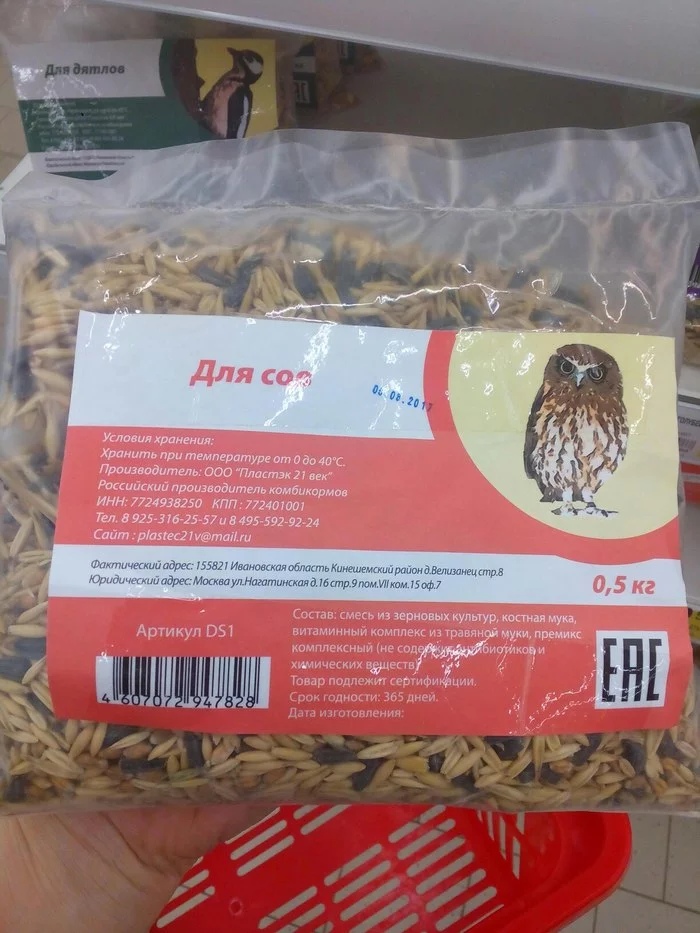 Для дятлов
Для сов
08.08.2017
Условия хранения:
Хранить при температуре от 0 до 40°C.
Производитель: ООО "Пластэк 21 век"
Российский производитель комбикормов
ИНН: 7724938250 КПП : 772401001
Тел. 8 925-316-25-57 и 8 495-592-92-24
Сайт : plastec21v@mail.ru
Фактический адрес: 155821 Ивановская область Кинешемский район д.Велизанец стр.8
Юридический адрес: Москва ул.Нагатинская д.16 стр.9 пом.VII ком.15 оф.7
0,5 кг
Артикул DS1
4 607072 947828
Состав: смесь из зерновых культур, костная мука,
витаминный комплекс из травяной муки, премикс
комплексный (не содержит антибиотиков и
химических веществ)
Товар подлежит сертификации.
Срок годности: 365 дней.
Дата изготовления:
EAC